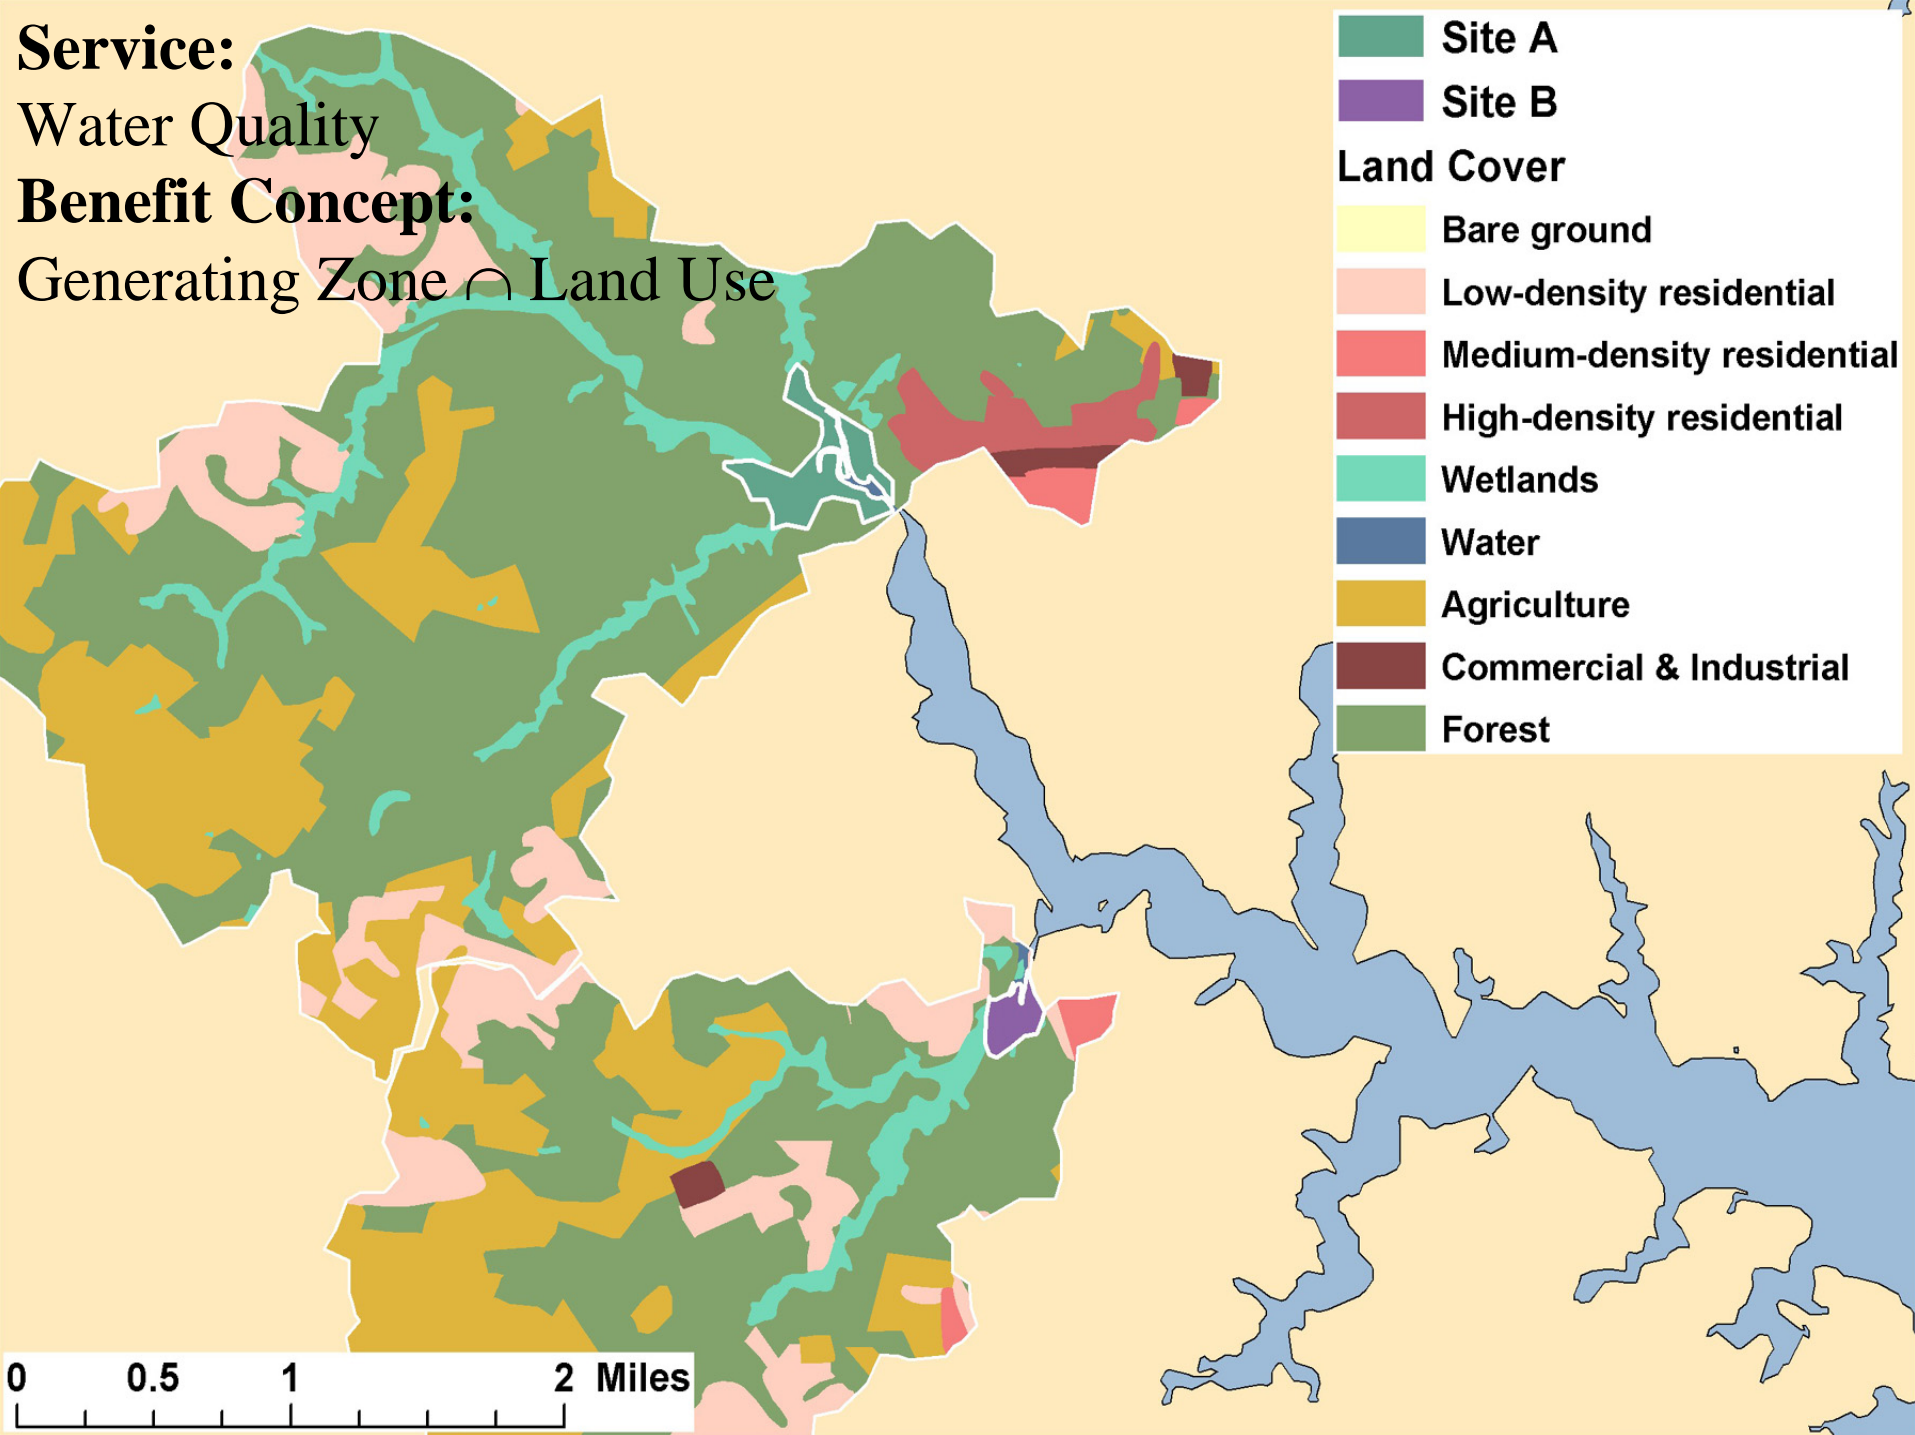 Service:
Water Quality
Benefit Concept:
Generating Zone ∩ Land Use
Site A
Site B
Land Cover
Bare ground
Low-density residential
Medium-density residential
High-density residential
Wetlands
Water
Agriculture
Commercial & Industrial
Forest
0 0.5 1 2 Miles